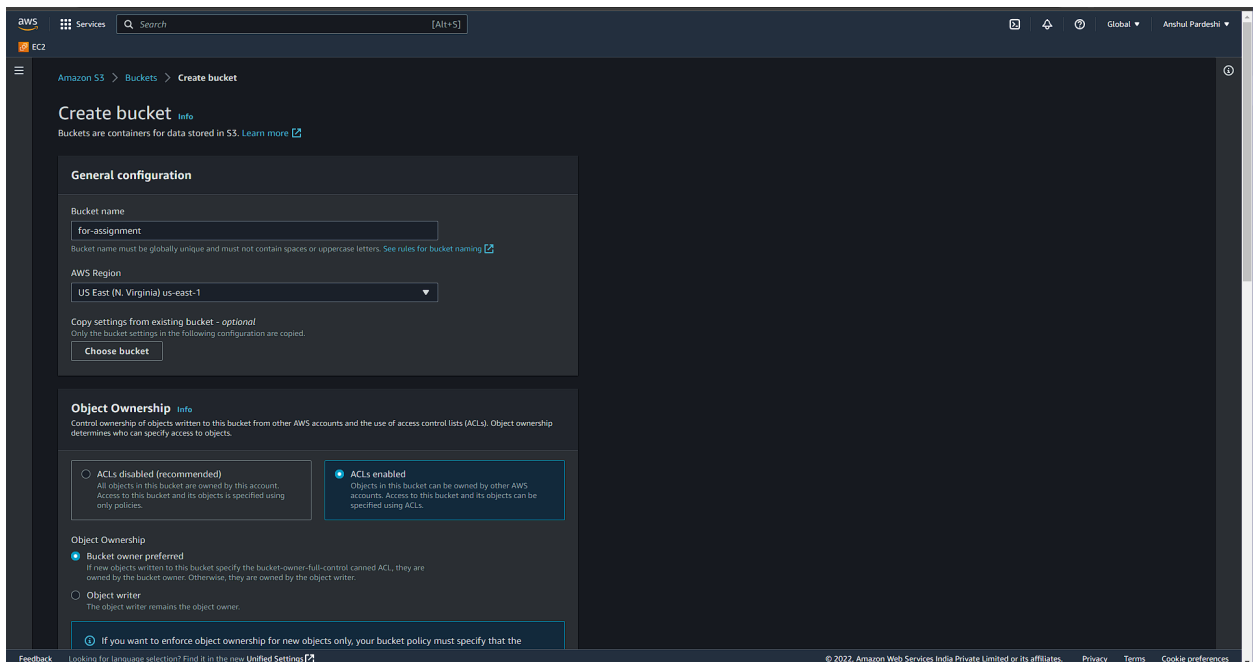 aws
Services
Search
[Alt+S]
Global
Anshul Pardeshi
EC2
Amazon S3 > Buckets > Create bucket
Create bucket Info
Buckets are containers for data stored in S3. Learn more
General configuration
Bucket name
for-assignment
Bucket name must be globally unique and must not contain spaces or uppercase letters. See rules for bucket naming
AWS Region
US East (N. Virginia) us-east-1
Copy settings from existing bucket - optional
Only the bucket settings in the following configuration are copied.
Choose bucket
Object Ownership Info
Control ownership of objects written to this bucket from other AWS accounts and the use of access control lists (ACLs). Object ownership
determines who can specify access to objects.
ACLs disabled (recommended)
All objects in this bucket are owned by this account.
Access to this bucket and its objects is specified using
only policies.
ACLs enabled
Objects in this bucket can be owned by other AWS
accounts. Access to this bucket and its objects can be
specified using ACLs.
Object Ownership
Bucket owner preferred
If new objects written to this bucket specify the bucket-owner-full-control canned ACL, they are
owned by the bucket owner. Otherwise, they are owned by the object writer.
Object writer
The object writer remains the object owner.
If you want to enforce object ownership for new objects only, your bucket policy must specify that the
Feedback
Looking for language selection? Find it in the new Unified Settings
© 2022, Amazon Web Services India Private Limited or its affiliates.
Privacy
Terms
Cookie preferences